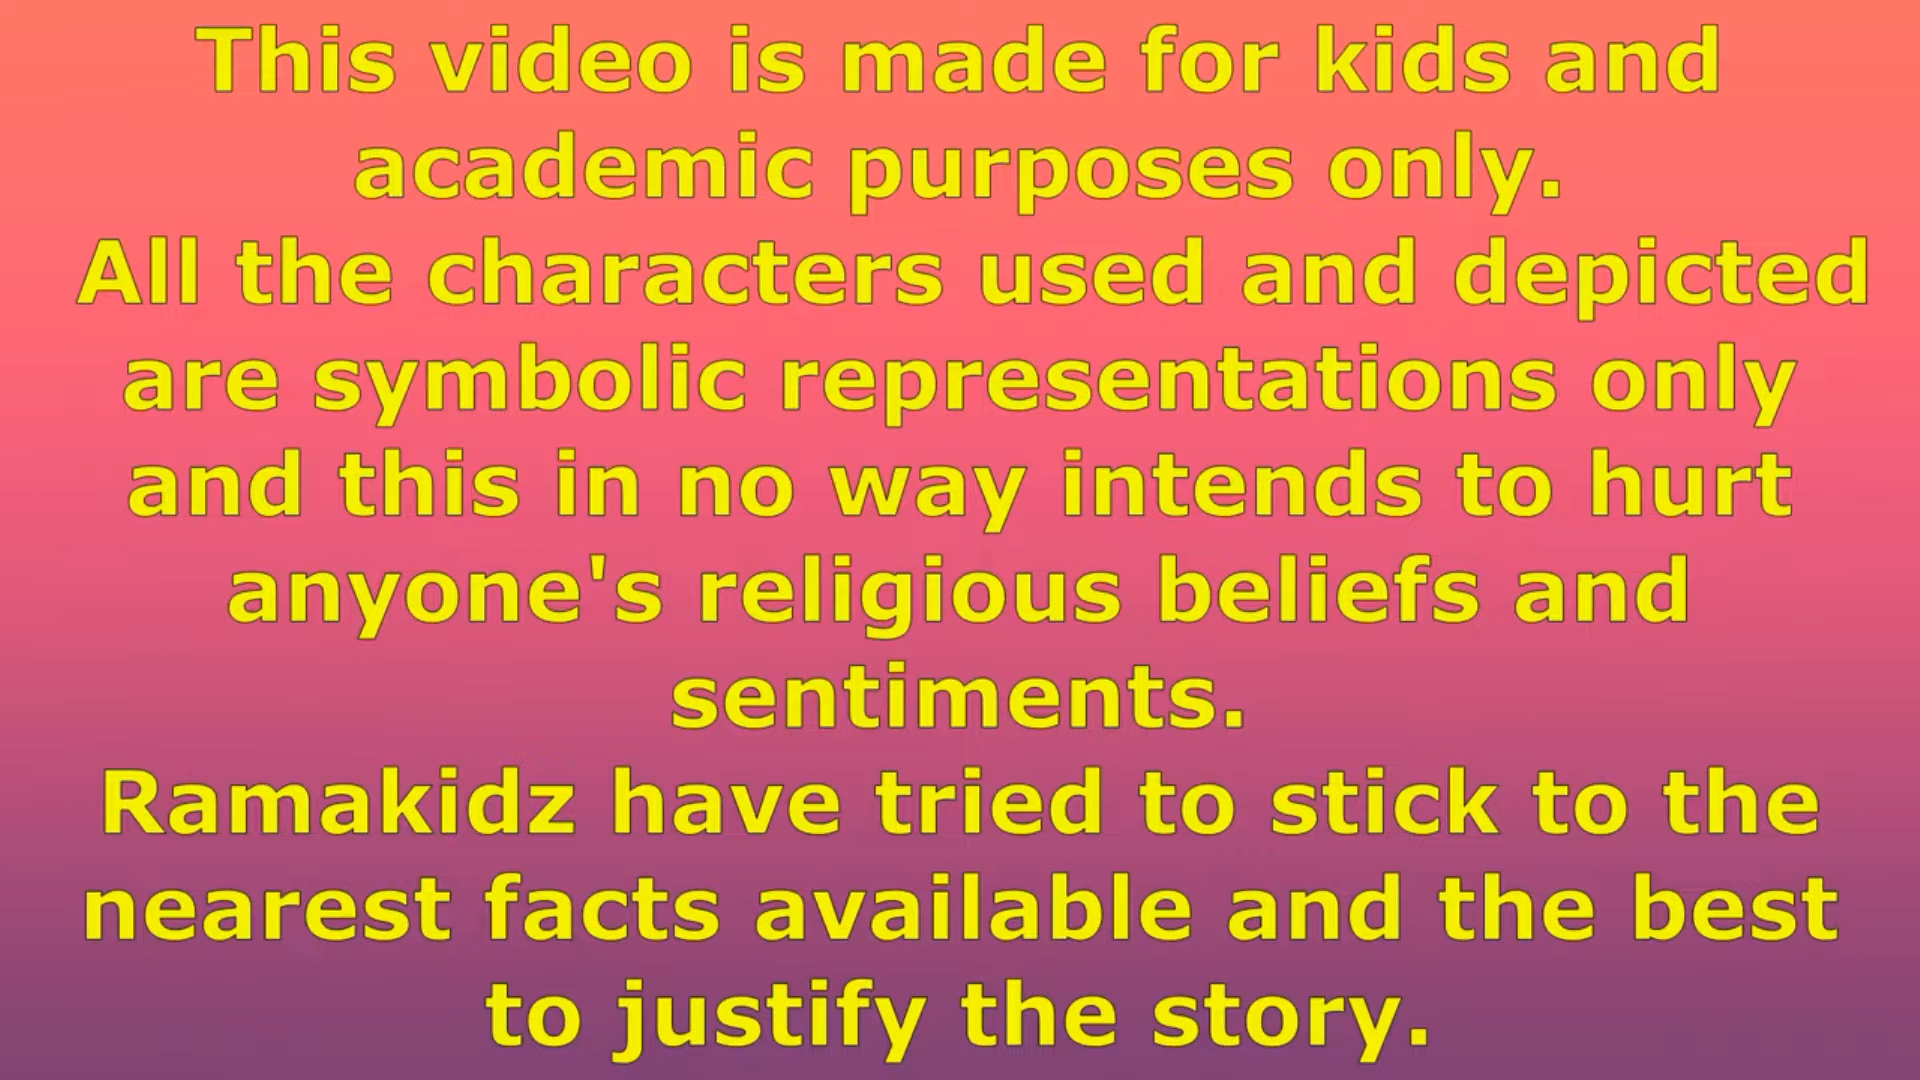 This video is made for kids and
academic purposes only.
All the characters used and depicted
are symbolic representations only
and this in no way intends to hurt
anyone's religious beliefs and
sentiments.
Ramakidz have tried to stick to the
nearest facts available and the best
to justify the story.